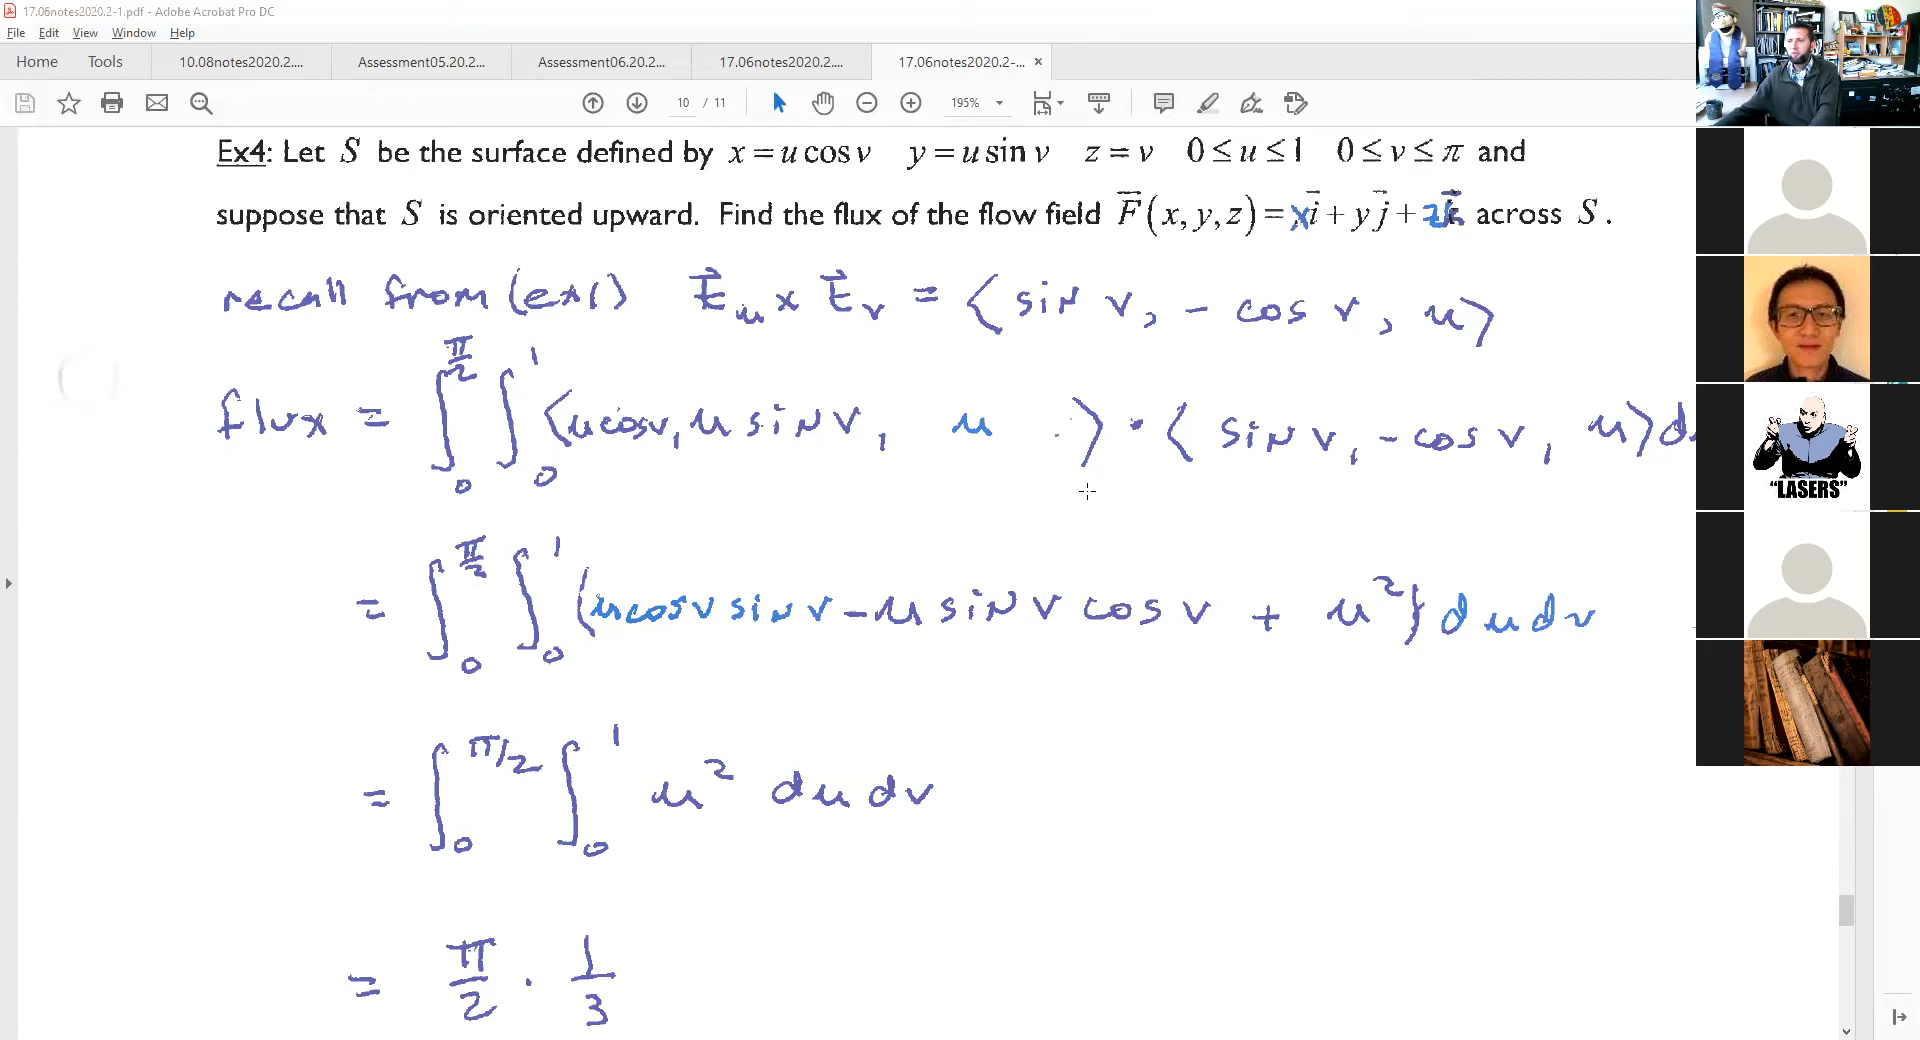 17.06notes2020.2-1.pdf - Adobe Acrobat Pro DC
File Edit View Window Help
Home Tools 10.08notes2020.2.... Assessment05.20.2... Assessment06.20.2... 17.06notes2020.2.... 17.06notes2020.2-... ×
10 / 11 195%
Ex4: Let S be the surface defined by x = u cos v y = u sin v z = v 0 ≤ u ≤ 1 0 ≤ v ≤ π and
suppose that S is oriented upward. Find the flux of the flow field F̅(x, y, z) = x i⃗ + y j⃗ + z k⃗ across S.
recall from (ex1) t⃗_u × t⃗_v = ⟨sin v, - cos v, u⟩
flux = ∫_0^{π/2} ∫_0^1 ⟨u cos v, u sin v, u⟩ · ⟨sin v, -cos v, u⟩ d
= ∫_0^{π/2} ∫_0^1 (u cos v sin v - u sin v cos v + u²) du dv
= ∫_0^{π/2} ∫_0^1 u² du dv
= π/2 · 1/3
"LASERS"